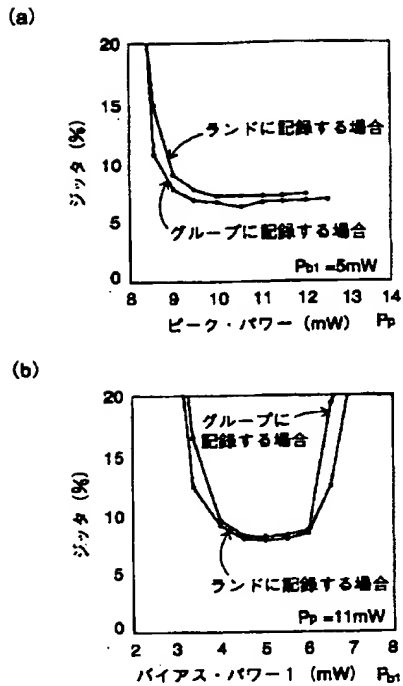 (a)
20
15
10
5
0
ジッタ (%)
ランドに記録する場合
グループに記録する場合
Pb1=5mW
8 9 10 11 12 13 14
ピーク・パワー (mW) Pp
(b)
20
15
10
5
0
ジッタ (%)
グループに
記録する場合
ランドに記録する場合
Pp=11mW
2 3 4 5 6 7 8
バイアス・パワー1 (mW) Pb1